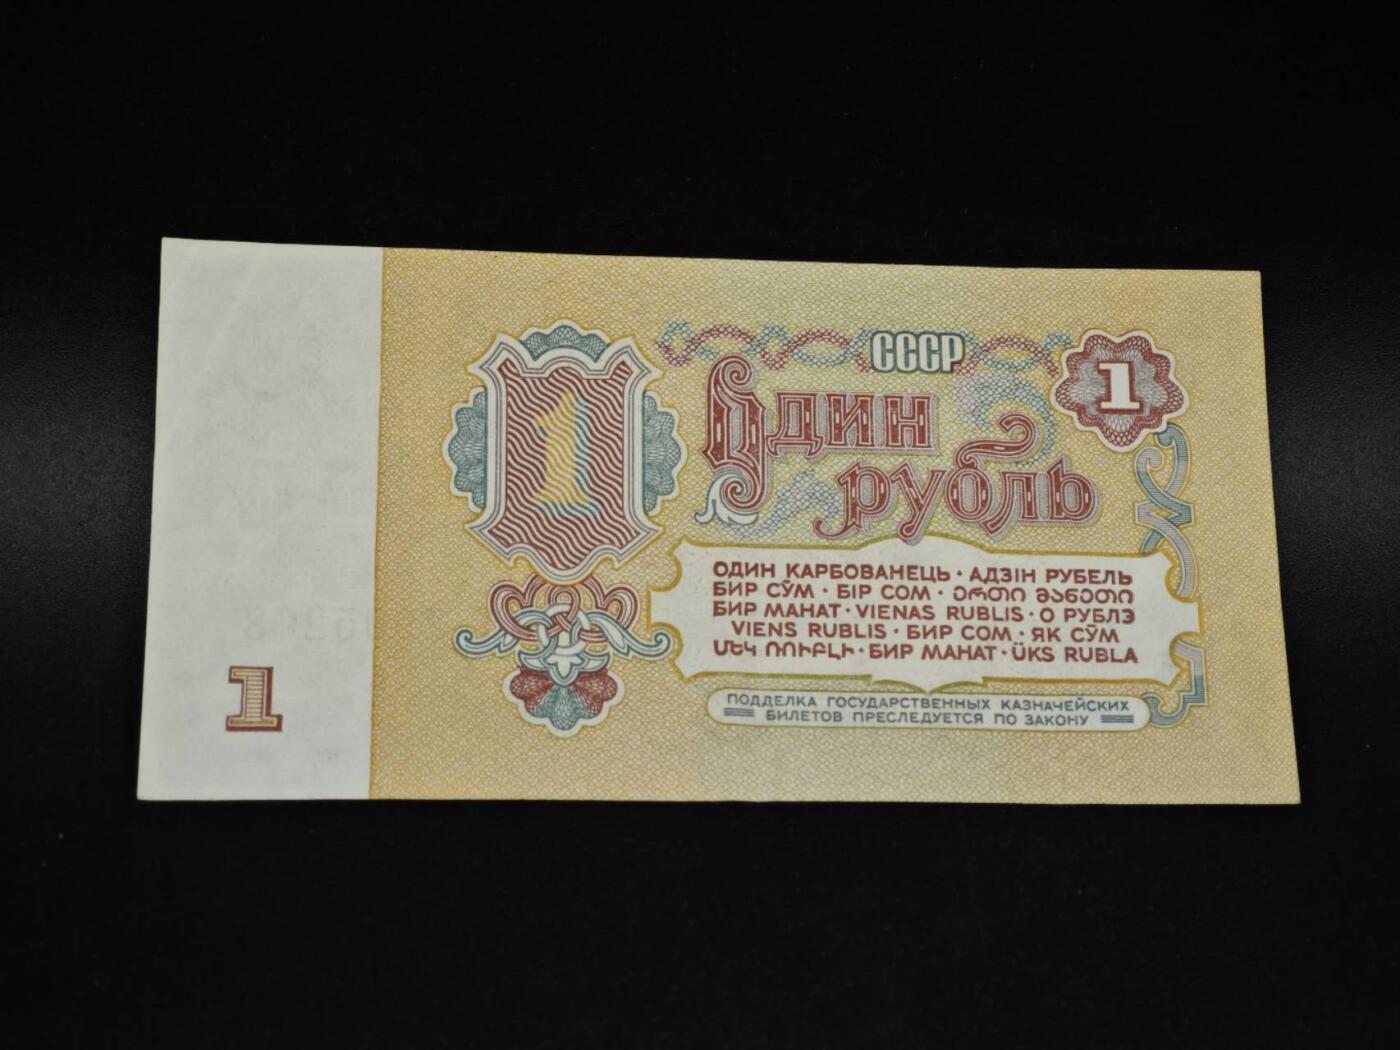 СССР
1
1
Один
рубль
ОДИН КАРБОВАНЕЦЬ · АДЗІН РУБЕЛЬ
БИР СЎМ · БІР СОМ · ერთი მანეთი
БИР МАНАТ · VIENAS RUBLIS · О РУБЛЭ
VIENS RUBLIS · БИР СОМ · ЯК СӮМ
ՄԵԿ ՌՈՒԲԼԻ · БИР МАНАТ · ÜKS RUBLA
ПОДДЕЛКА ГОСУДАРСТВЕННЫХ КАЗНАЧЕЙСКИХ
БИЛЕТОВ ПРЕСЛЕДУЕТСЯ ПО ЗАКОНУ
1